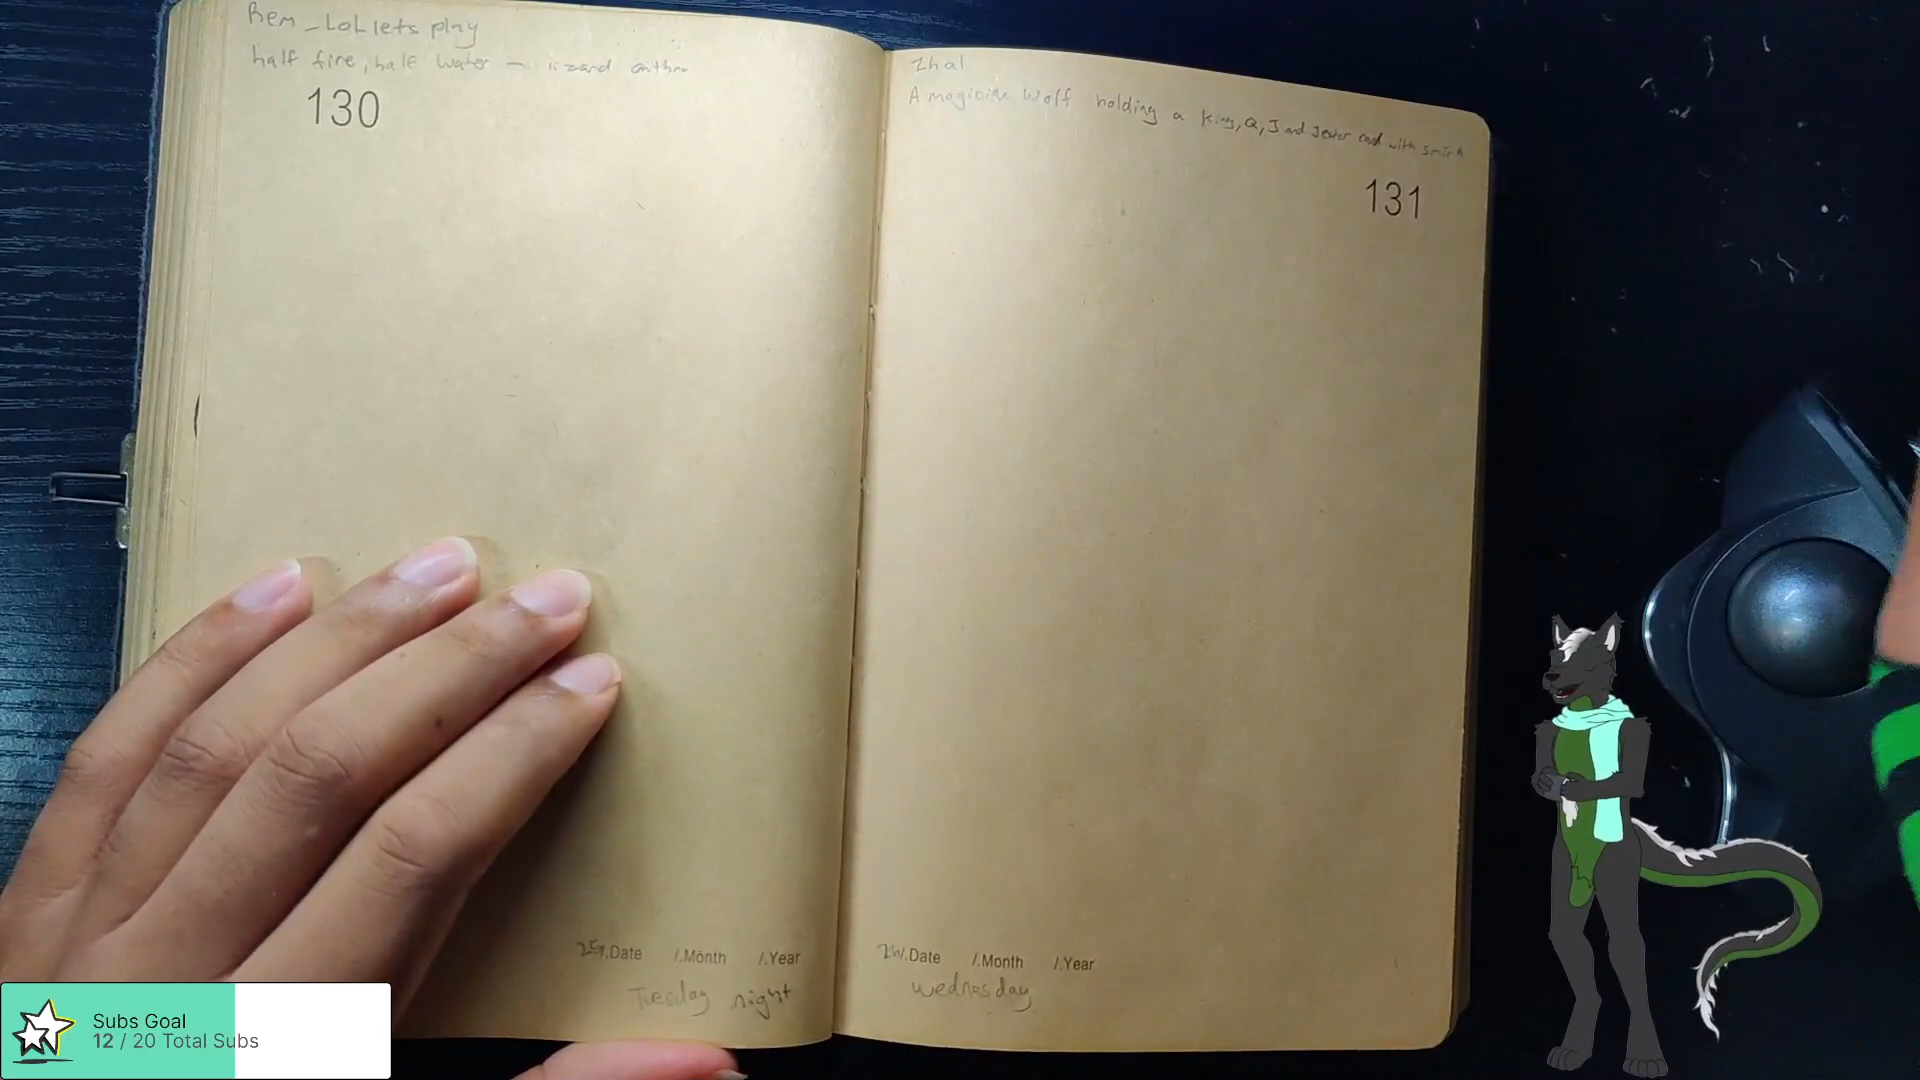 Rem_LoL lets play
half fire, half water — lizard anthro
130
Zhal
A magician wolf holding a King, Q, J and Jester card with smirk
131
25/.Date /.Month /.Year
Tuesday night
26/.Date /.Month /.Year
Wednesday
Subs Goal
12 / 20 Total Subs